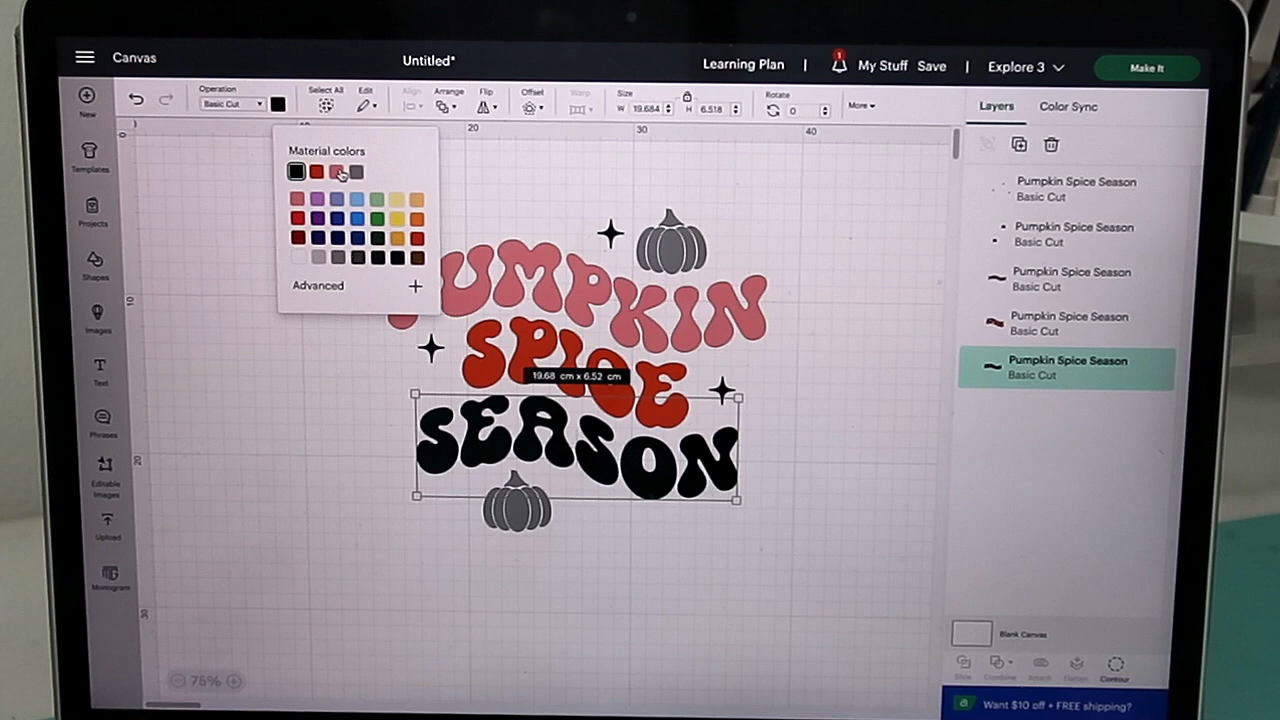 Canvas
Untitled*
Learning Plan
1
My Stuff
Save
Explore 3
Make It
New
Templates
Projects
Shapes
Images
Text
Phrases
Editable
Images
Upload
Monogram
Operation
Basic Cut
Select All
Edit
Align
Arrange
Flip
Offset
Warp
Size
W 19.684
H 6.518
Rotate
0
More
Layers
Color Sync
20
30
40
10
20
30
Material colors
Advanced
+
PUMPKIN
SPICE
19.68 cm x 6.52 cm
SEASON
Pumpkin Spice Season
Basic Cut
Pumpkin Spice Season
Basic Cut
Pumpkin Spice Season
Basic Cut
Pumpkin Spice Season
Basic Cut
Pumpkin Spice Season
Basic Cut
Blank Canvas
Slice
Combine
Attach
Flatten
Contour
75%
a Want $10 off + FREE shipping?